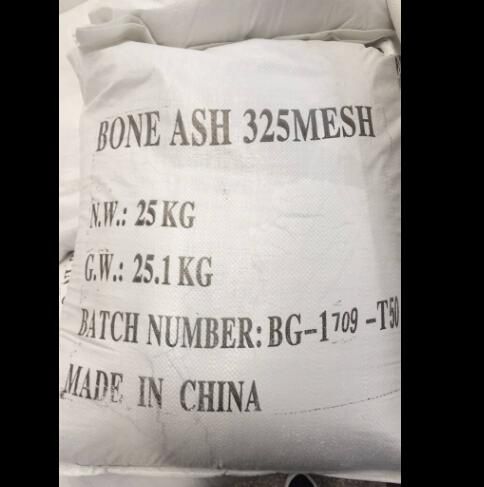 BONE ASH 325MESH
N.W.: 25 KG
G.W.: 25.1 KG
BATCH NUMBER: BG-1709 -T50
MADE IN CHINA